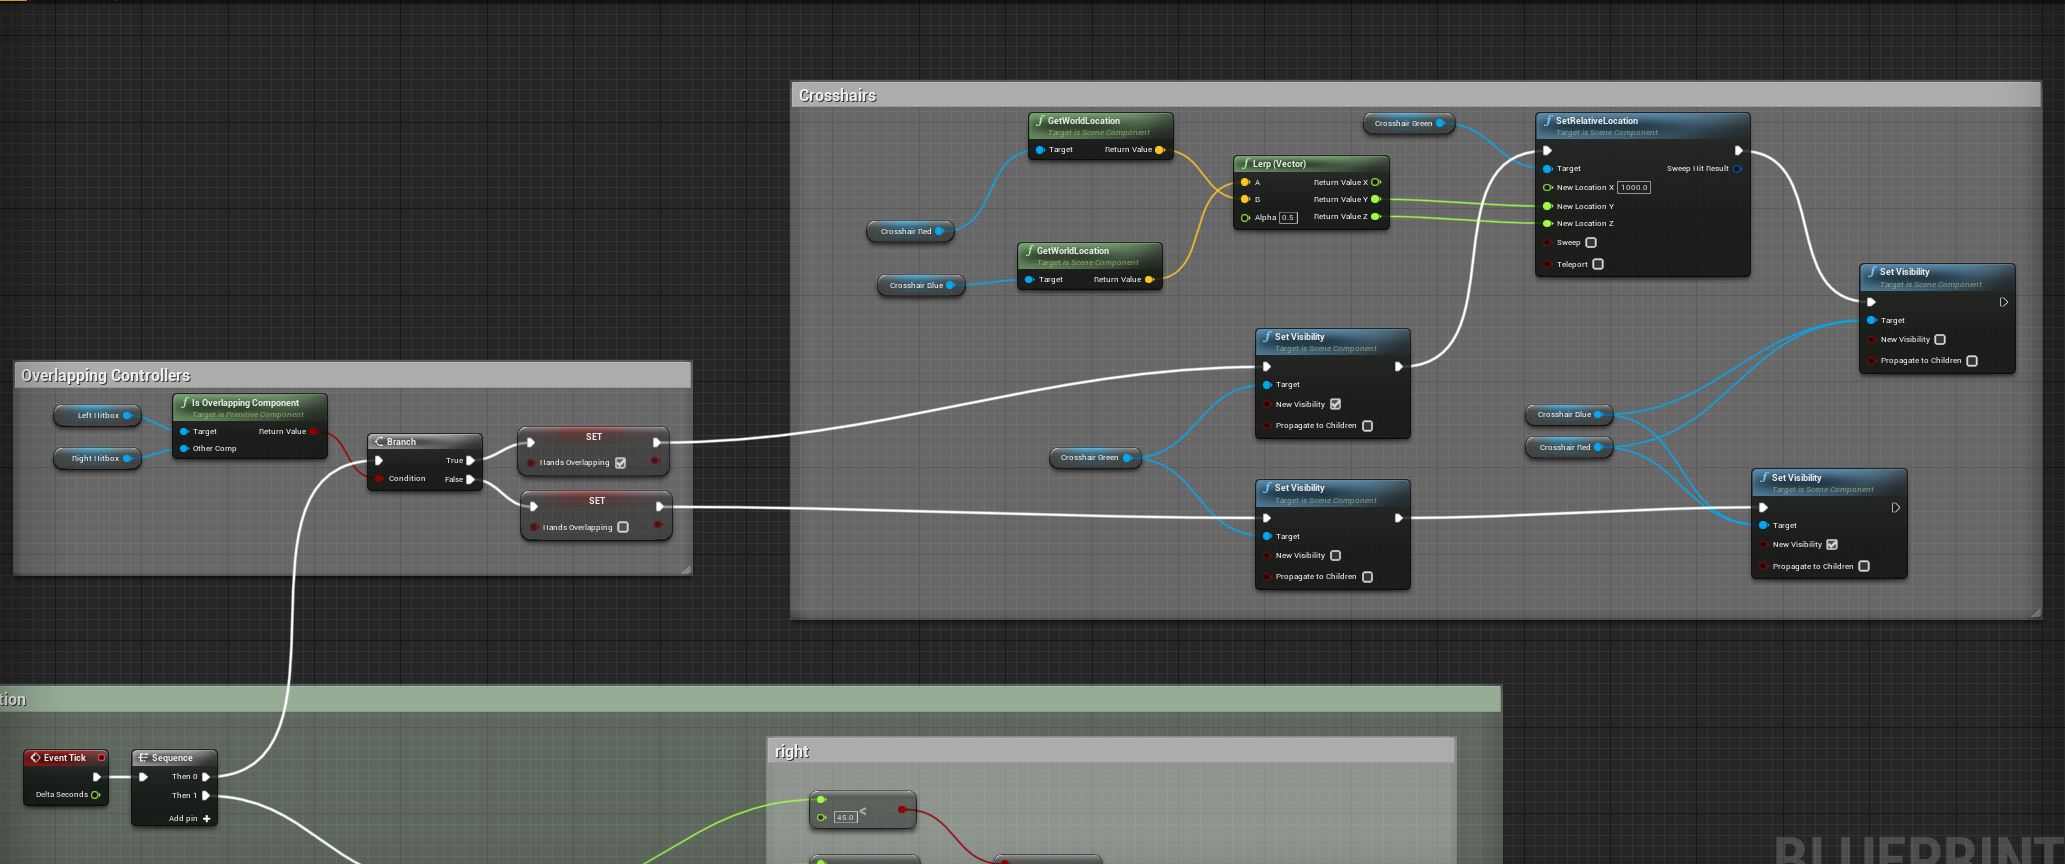 Crosshairs
GetWorldLocation
Target is Scene Component
Target
Return Value
Crosshair Red
GetWorldLocation
Target is Scene Component
Target
Return Value
Crosshair Blue
Lerp (Vector)
A
Return Value X
B
Return Value Y
Alpha 0.5
Return Value Z
Crosshair Green
SetRelativeLocation
Target is Scene Component
Target
Sweep Hit Result
New Location X 1000.0
New Location Y
New Location Z
Sweep
Teleport
Set Visibility
Target is Scene Component
Target
New Visibility
Propagate to Children
Set Visibility
Target is Scene Component
Target
New Visibility
Propagate to Children
Crosshair Green
Set Visibility
Target is Scene Component
Target
New Visibility
Propagate to Children
Crosshair Blue
Crosshair Red
Set Visibility
Target is Scene Component
Target
New Visibility
Propagate to Children
Overlapping Controllers
Left Hitbox
Right Hitbox
Is Overlapping Component
Target is Primitive Component
Target
Return Value
Other Comp
Branch
True
Condition
False
SET
Hands Overlapping
SET
Hands Overlapping
tion
Event Tick
Delta Seconds
Sequence
Then 0
Then 1
Add pin +
right
45.0
<
BLUEPRINT